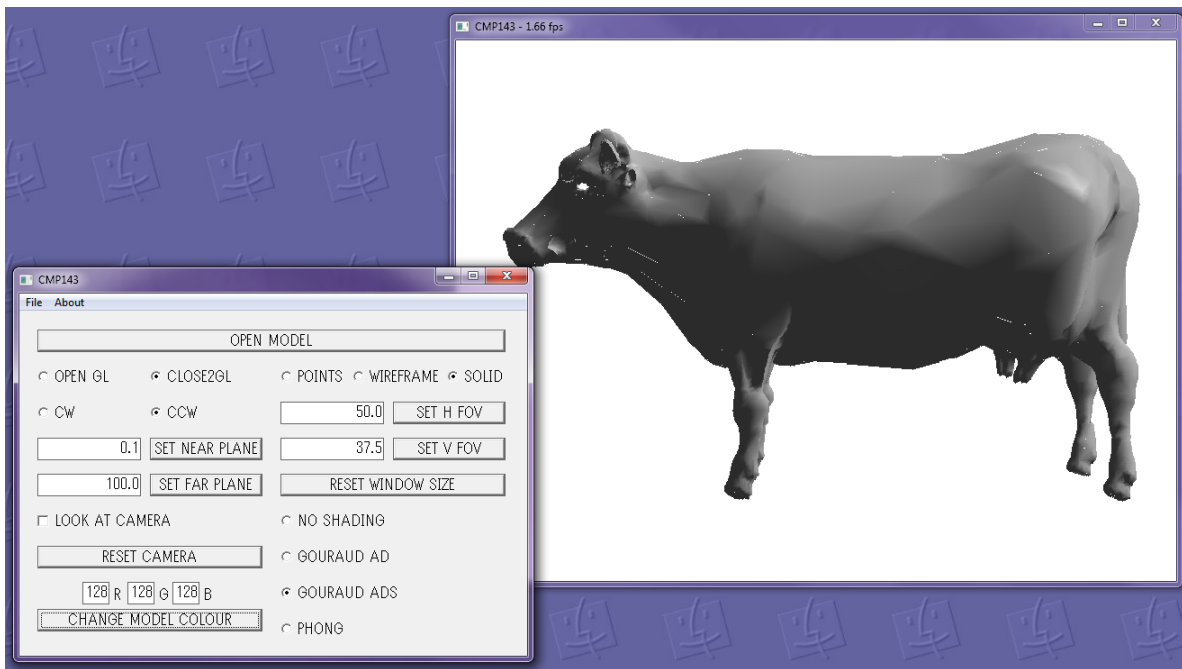 CMP143 - 1.66 fps
CMP143
File About
OPEN MODEL
OPEN GL CLOSE2GL POINTS WIREFRAME SOLID
CW CCW 50.0 SET H FOV
0.1 SET NEAR PLANE 37.5 SET V FOV
100.0 SET FAR PLANE RESET WINDOW SIZE
LOOK AT CAMERA NO SHADING
RESET CAMERA GOURAUD AD
128 R 128 G 128 B GOURAUD ADS
CHANGE MODEL COLOUR PHONG